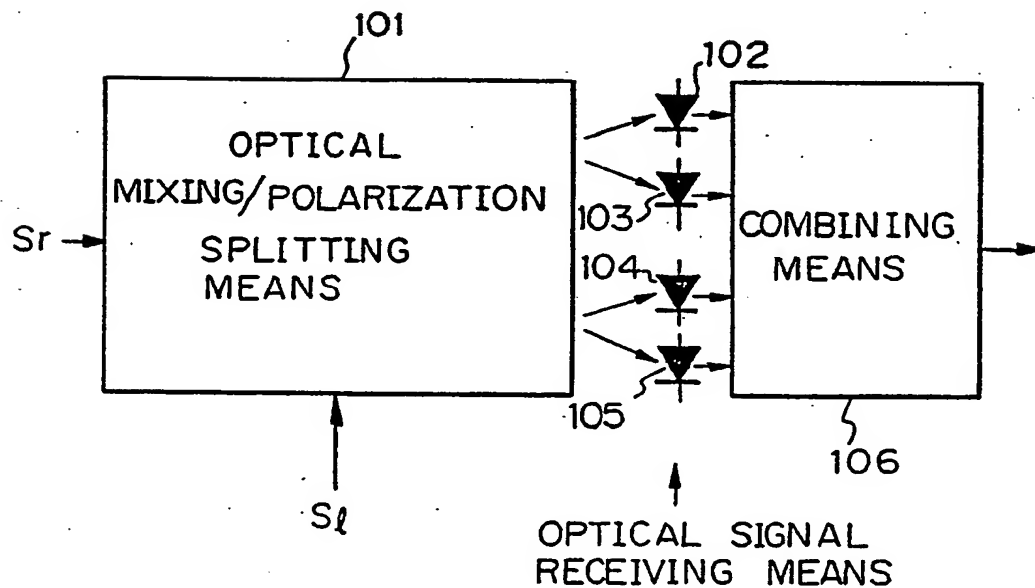 101
OPTICAL
MIXING/POLARIZATION
SPLITTING
MEANS
Sr
Sℓ
102
103
104
105
COMBINING
MEANS
106
OPTICAL SIGNAL
RECEIVING MEANS